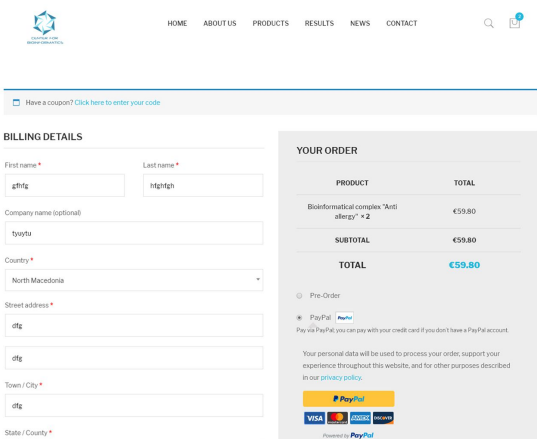 CENTER FOR
BIOINFORMATICS
HOME ABOUT US PRODUCTS RESULTS NEWS CONTACT
2
Have a coupon? Click here to enter your code
BILLING DETAILS
First name * Last name *
gfhfg hfghfgh
Company name (optional)
tyuytu
Country *
North Macedonia
Street address *
dfg
dfg
Town / City *
dfg
State / County *
YOUR ORDER
PRODUCT TOTAL
Bioinformatical complex "Anti
allergy" × 2 €59.80
SUBTOTAL €59.80
TOTAL €59.80
Pre-Order
PayPal PayPal
Pay via PayPal; you can pay with your credit card if you don't have a PayPal account.
Your personal data will be used to process your order, support your
experience throughout this website, and for other purposes described
in our privacy policy.
PayPal
VISA MasterCard AMEX DISCOVER
Powered by PayPal